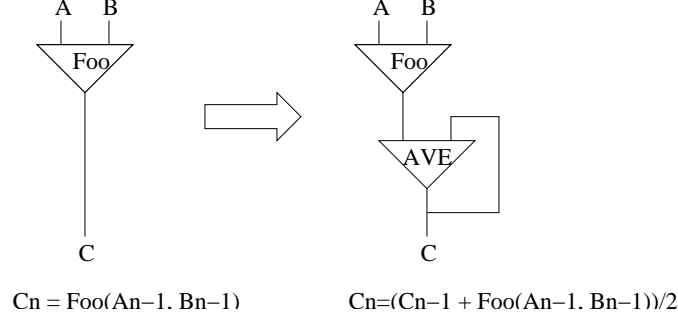 A B A B
Foo Foo
AVE
C C
Cn = Foo(An−1, Bn−1) Cn=(Cn−1 + Foo(An−1, Bn−1))/2